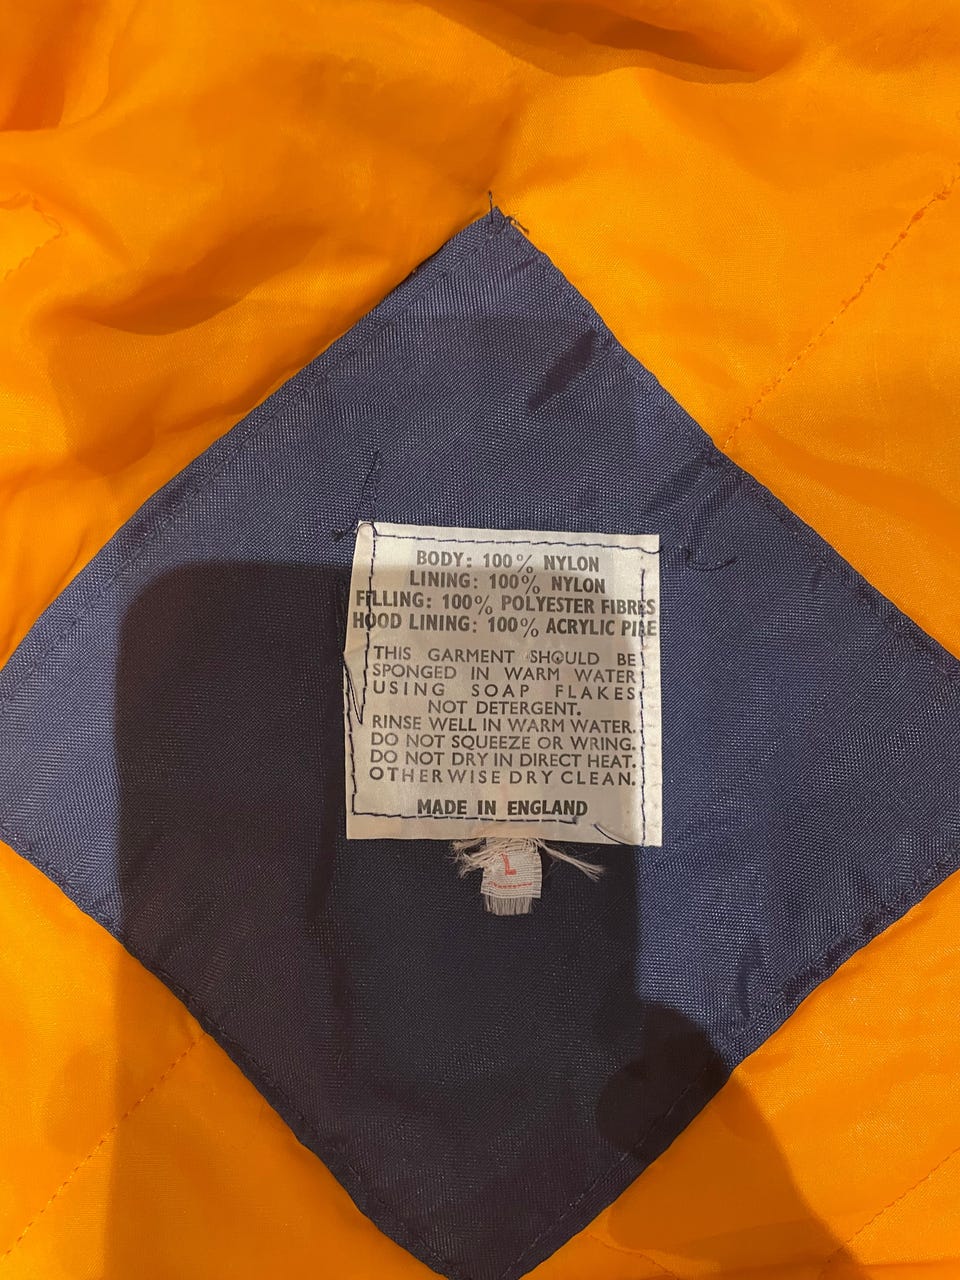 BODY: 100% NYLON
LINING: 100% NYLON
FILLING: 100% POLYESTER FIBRES
HOOD LINING: 100% ACRYLIC PILE
THIS GARMENT SHOULD BE
SPONGED IN WARM WATER
USING SOAP FLAKES
NOT DETERGENT.
RINSE WELL IN WARM WATER.
DO NOT SQUEEZE OR WRING.
DO NOT DRY IN DIRECT HEAT.
OTHERWISE DRY CLEAN.
MADE IN ENGLAND
L